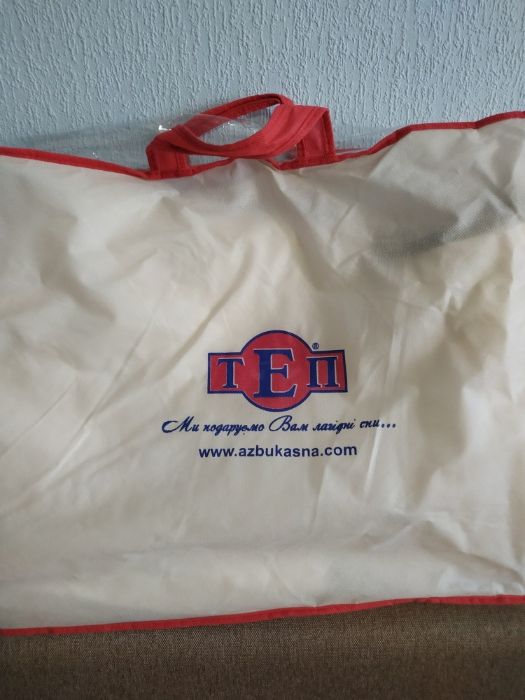 ТЕП®
Ми подаруємо Вам лагідні сни...
www.azbukasna.com